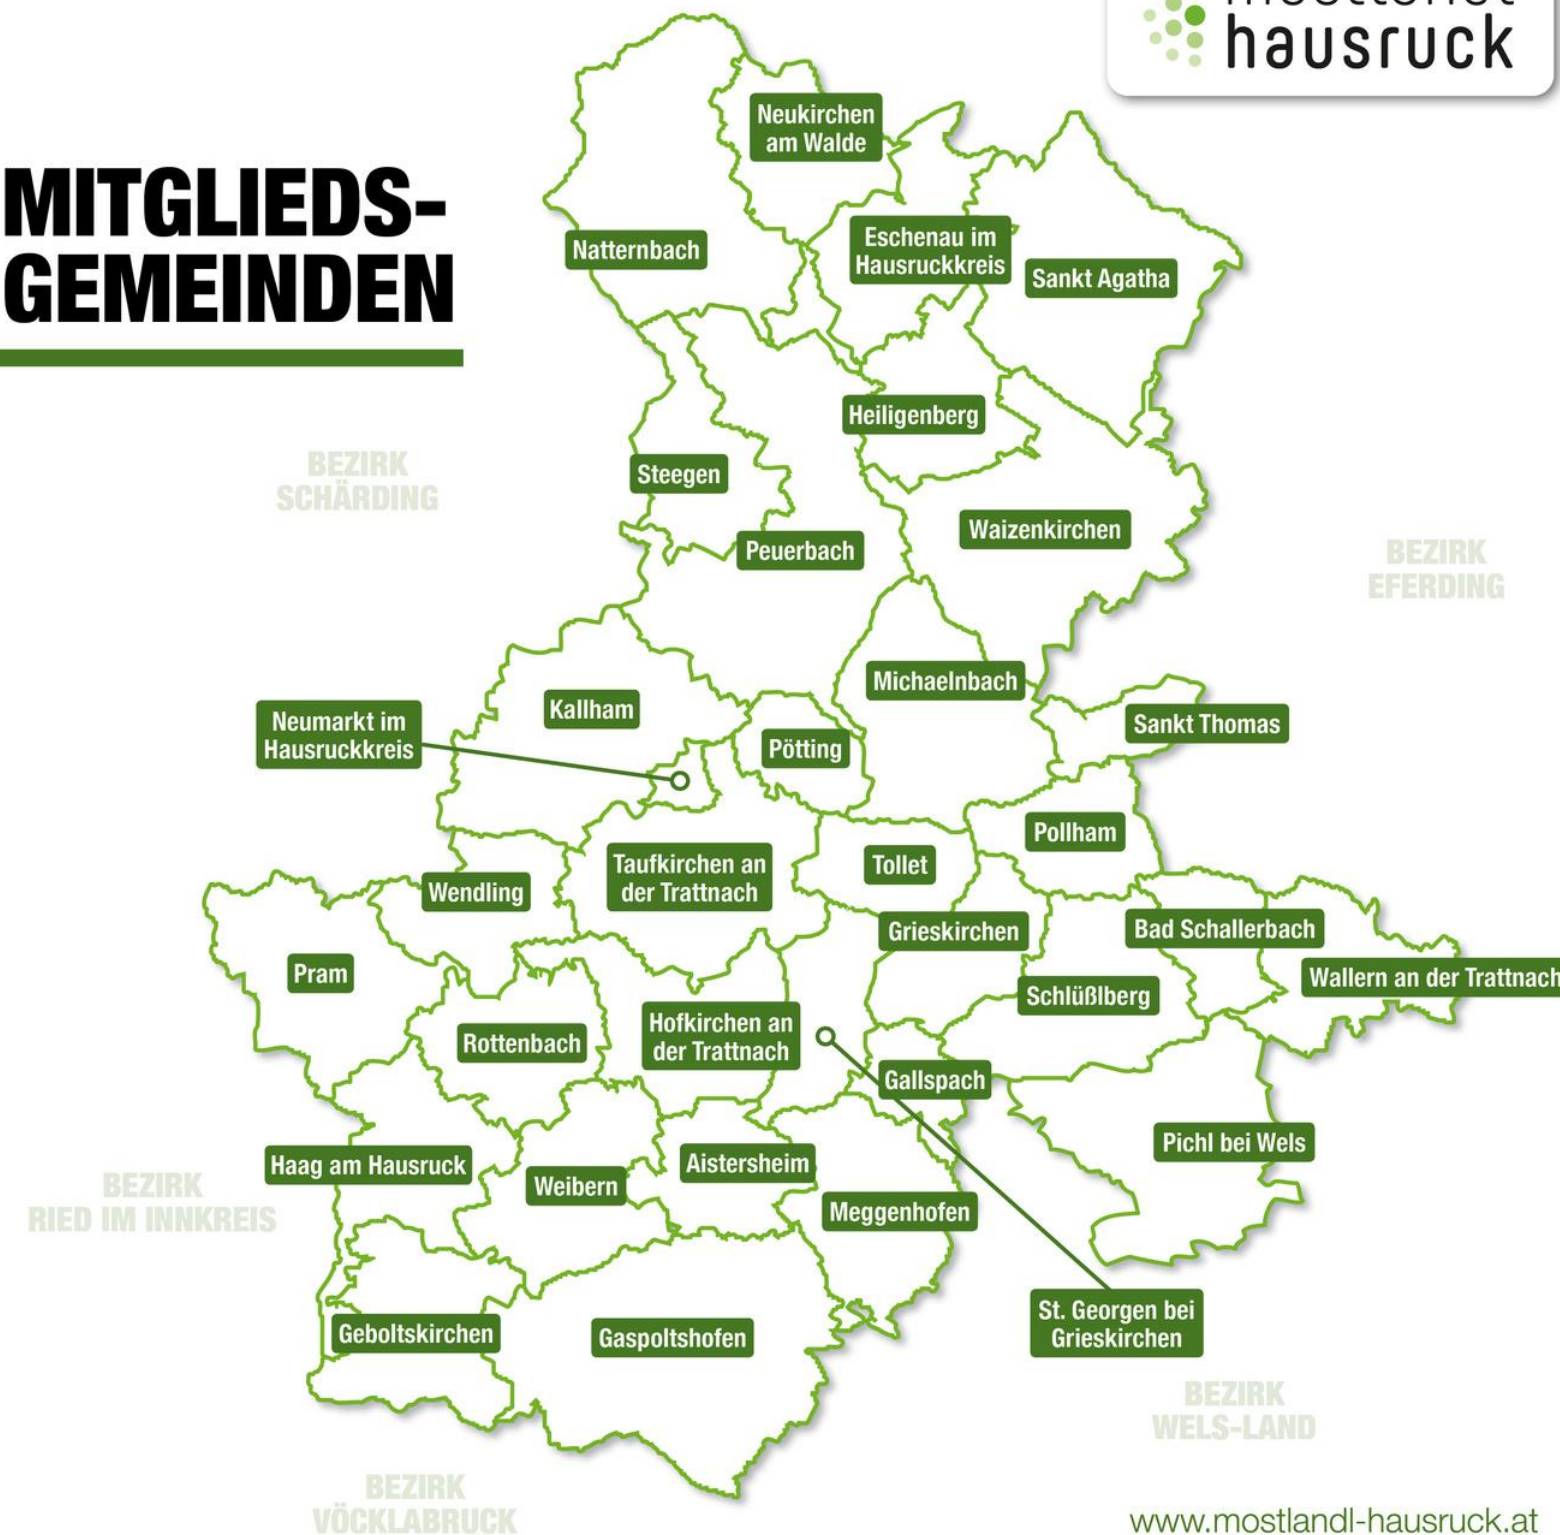 hausruck
MITGLIEDS-
GEMEINDEN
Neukirchen
am Walde
Natternbach
Eschenau im
Hausruckkreis
Sankt Agatha
Heiligenberg
BEZIRK
SCHÄRDING
Steegen
Waizenkirchen
Peuerbach
BEZIRK
EFERDING
Michaelnbach
Kallham
Neumarkt im
Hausruckkreis
Sankt Thomas
Pötting
Pollham
Taufkirchen an
der Trattnach
Tollet
Wendling
Grieskirchen
Bad Schallerbach
Pram
Wallern an der Trattnach
Schlüßlberg
Hofkirchen an
der Trattnach
Rottenbach
Gallspach
Pichl bei Wels
Haag am Hausruck
Aistersheim
Weibern
BEZIRK
RIED IM INNKREIS
Meggenhofen
St. Georgen bei
Grieskirchen
Geboltskirchen
Gaspoltshofen
BEZIRK
WELS-LAND
BEZIRK
VÖCKLABRUCK
www.mostlandl-hausruck.at